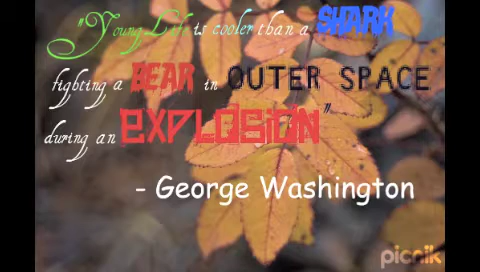 "Young Life is cooler than a SHARK
fighting a BEAR in OUTER SPACE
during an EXPLOSION"
- George Washington
picnik